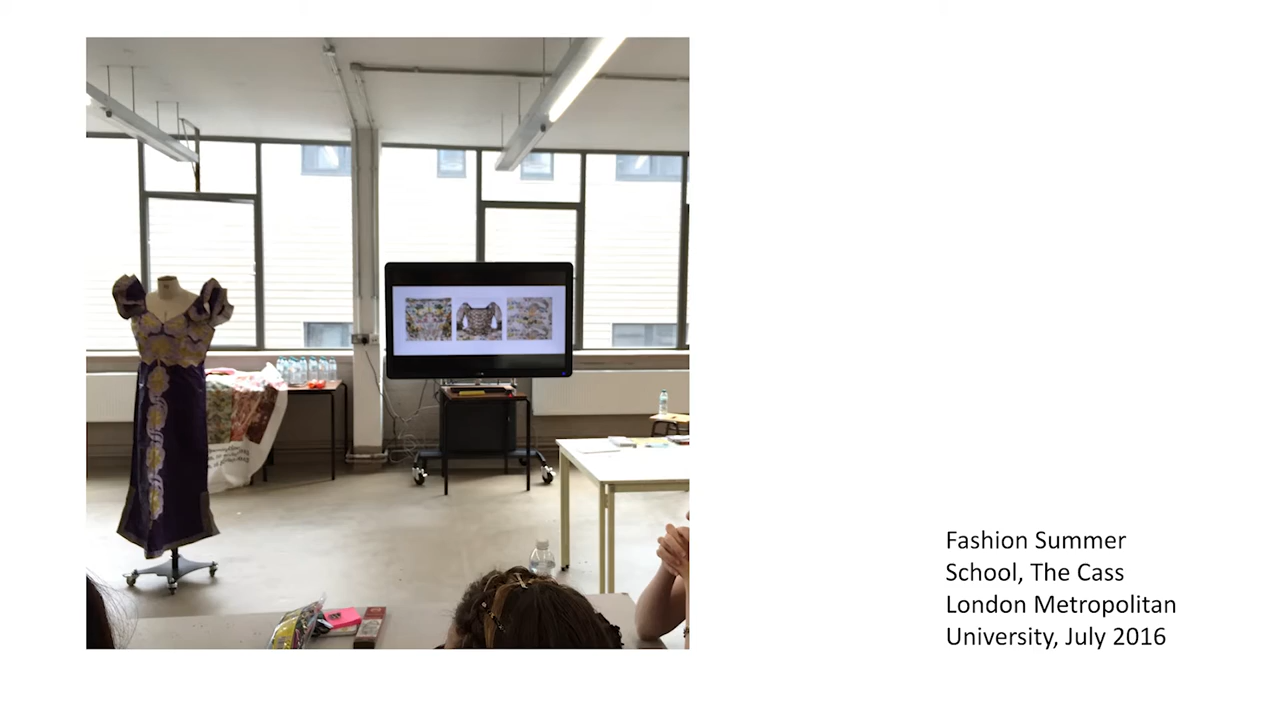 Fashion Summer
School, The Cass
London Metropolitan
University, July 2016